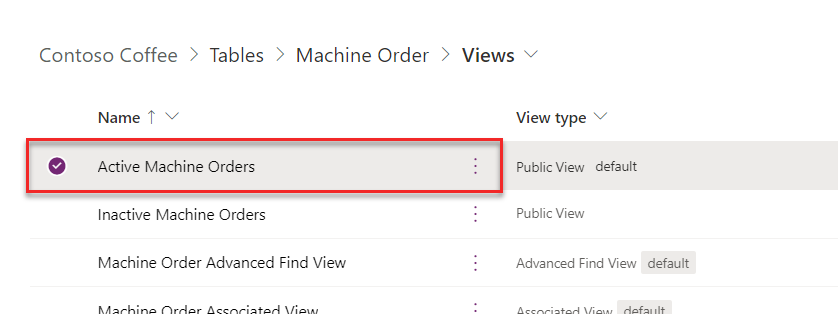 Contoso Coffee > Tables > Machine Order > Views
Name ↑ View type
Active Machine Orders Public View default
Inactive Machine Orders Public View
Machine Order Advanced Find View Advanced Find View default
Machine Order Associated View Associated View default